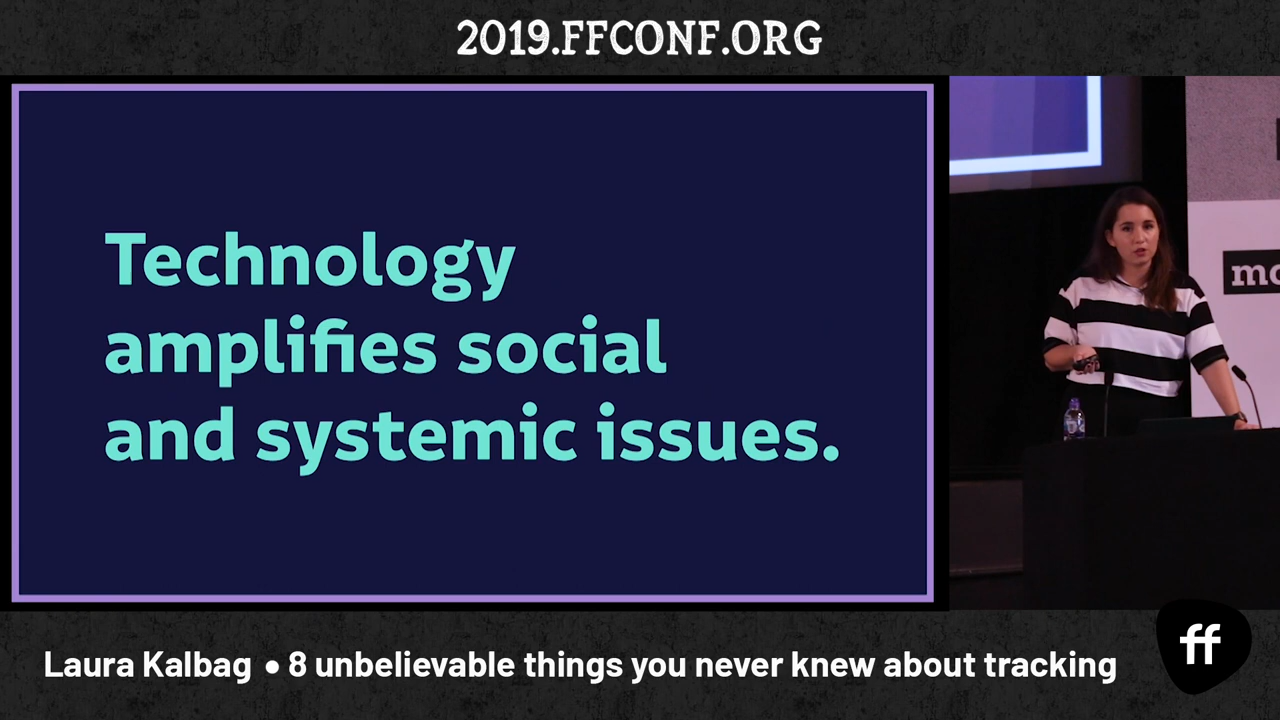 2019.FFCONF.ORG
Technology
amplifies social
and systemic issues.
Laura Kalbag • 8 unbelievable things you never knew about tracking
ff